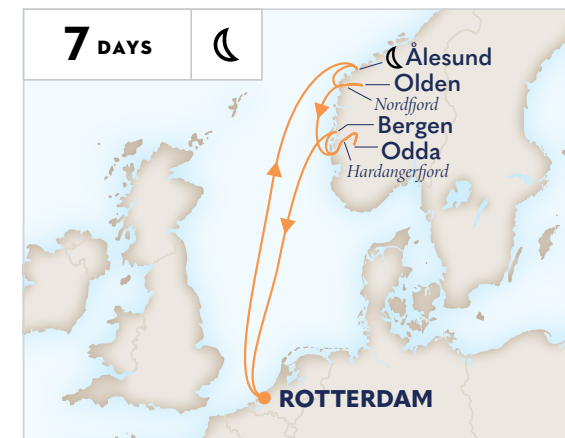 7 DAYS
Ålesund
Olden
Nordfjord
Bergen
Odda
Hardangerfjord
ROTTERDAM